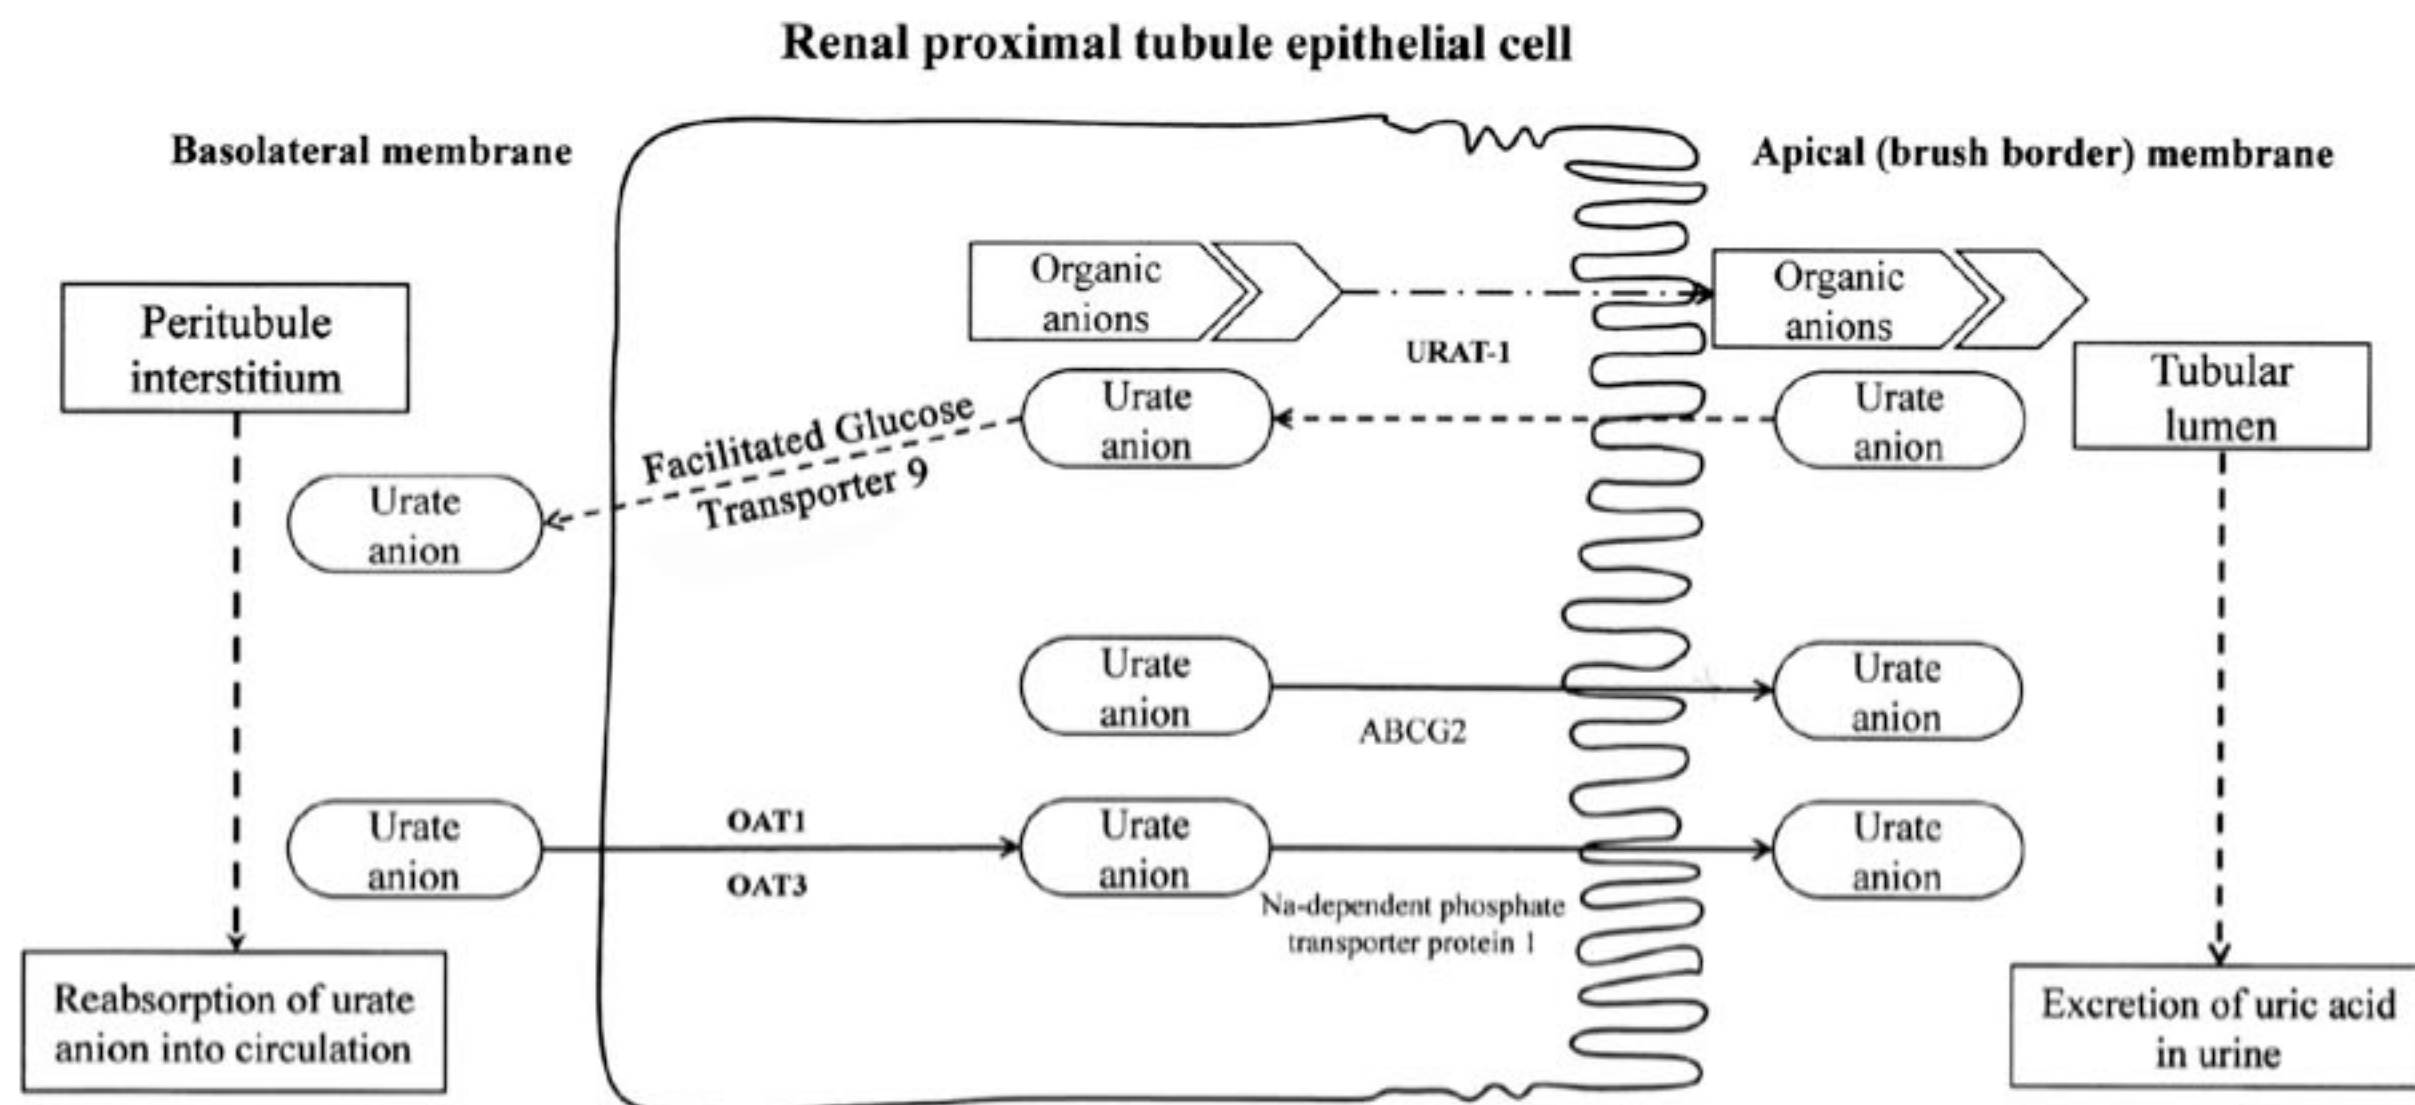 Renal proximal tubule epithelial cell
Basolateral membrane
Apical (brush border) membrane
Organic
anions
Organic
anions
Peritubule
interstitium
URAT-1
Tubular
lumen
Urate
anion
Urate
anion
Facilitated Glucose
Transporter 9
Urate
anion
Urate
anion
Urate
anion
ABCG2
Urate
anion
OAT1
OAT3
Urate
anion
Urate
anion
Na-dependent phosphate
transporter protein 1
Reabsorption of urate
anion into circulation
Excretion of uric acid
in urine